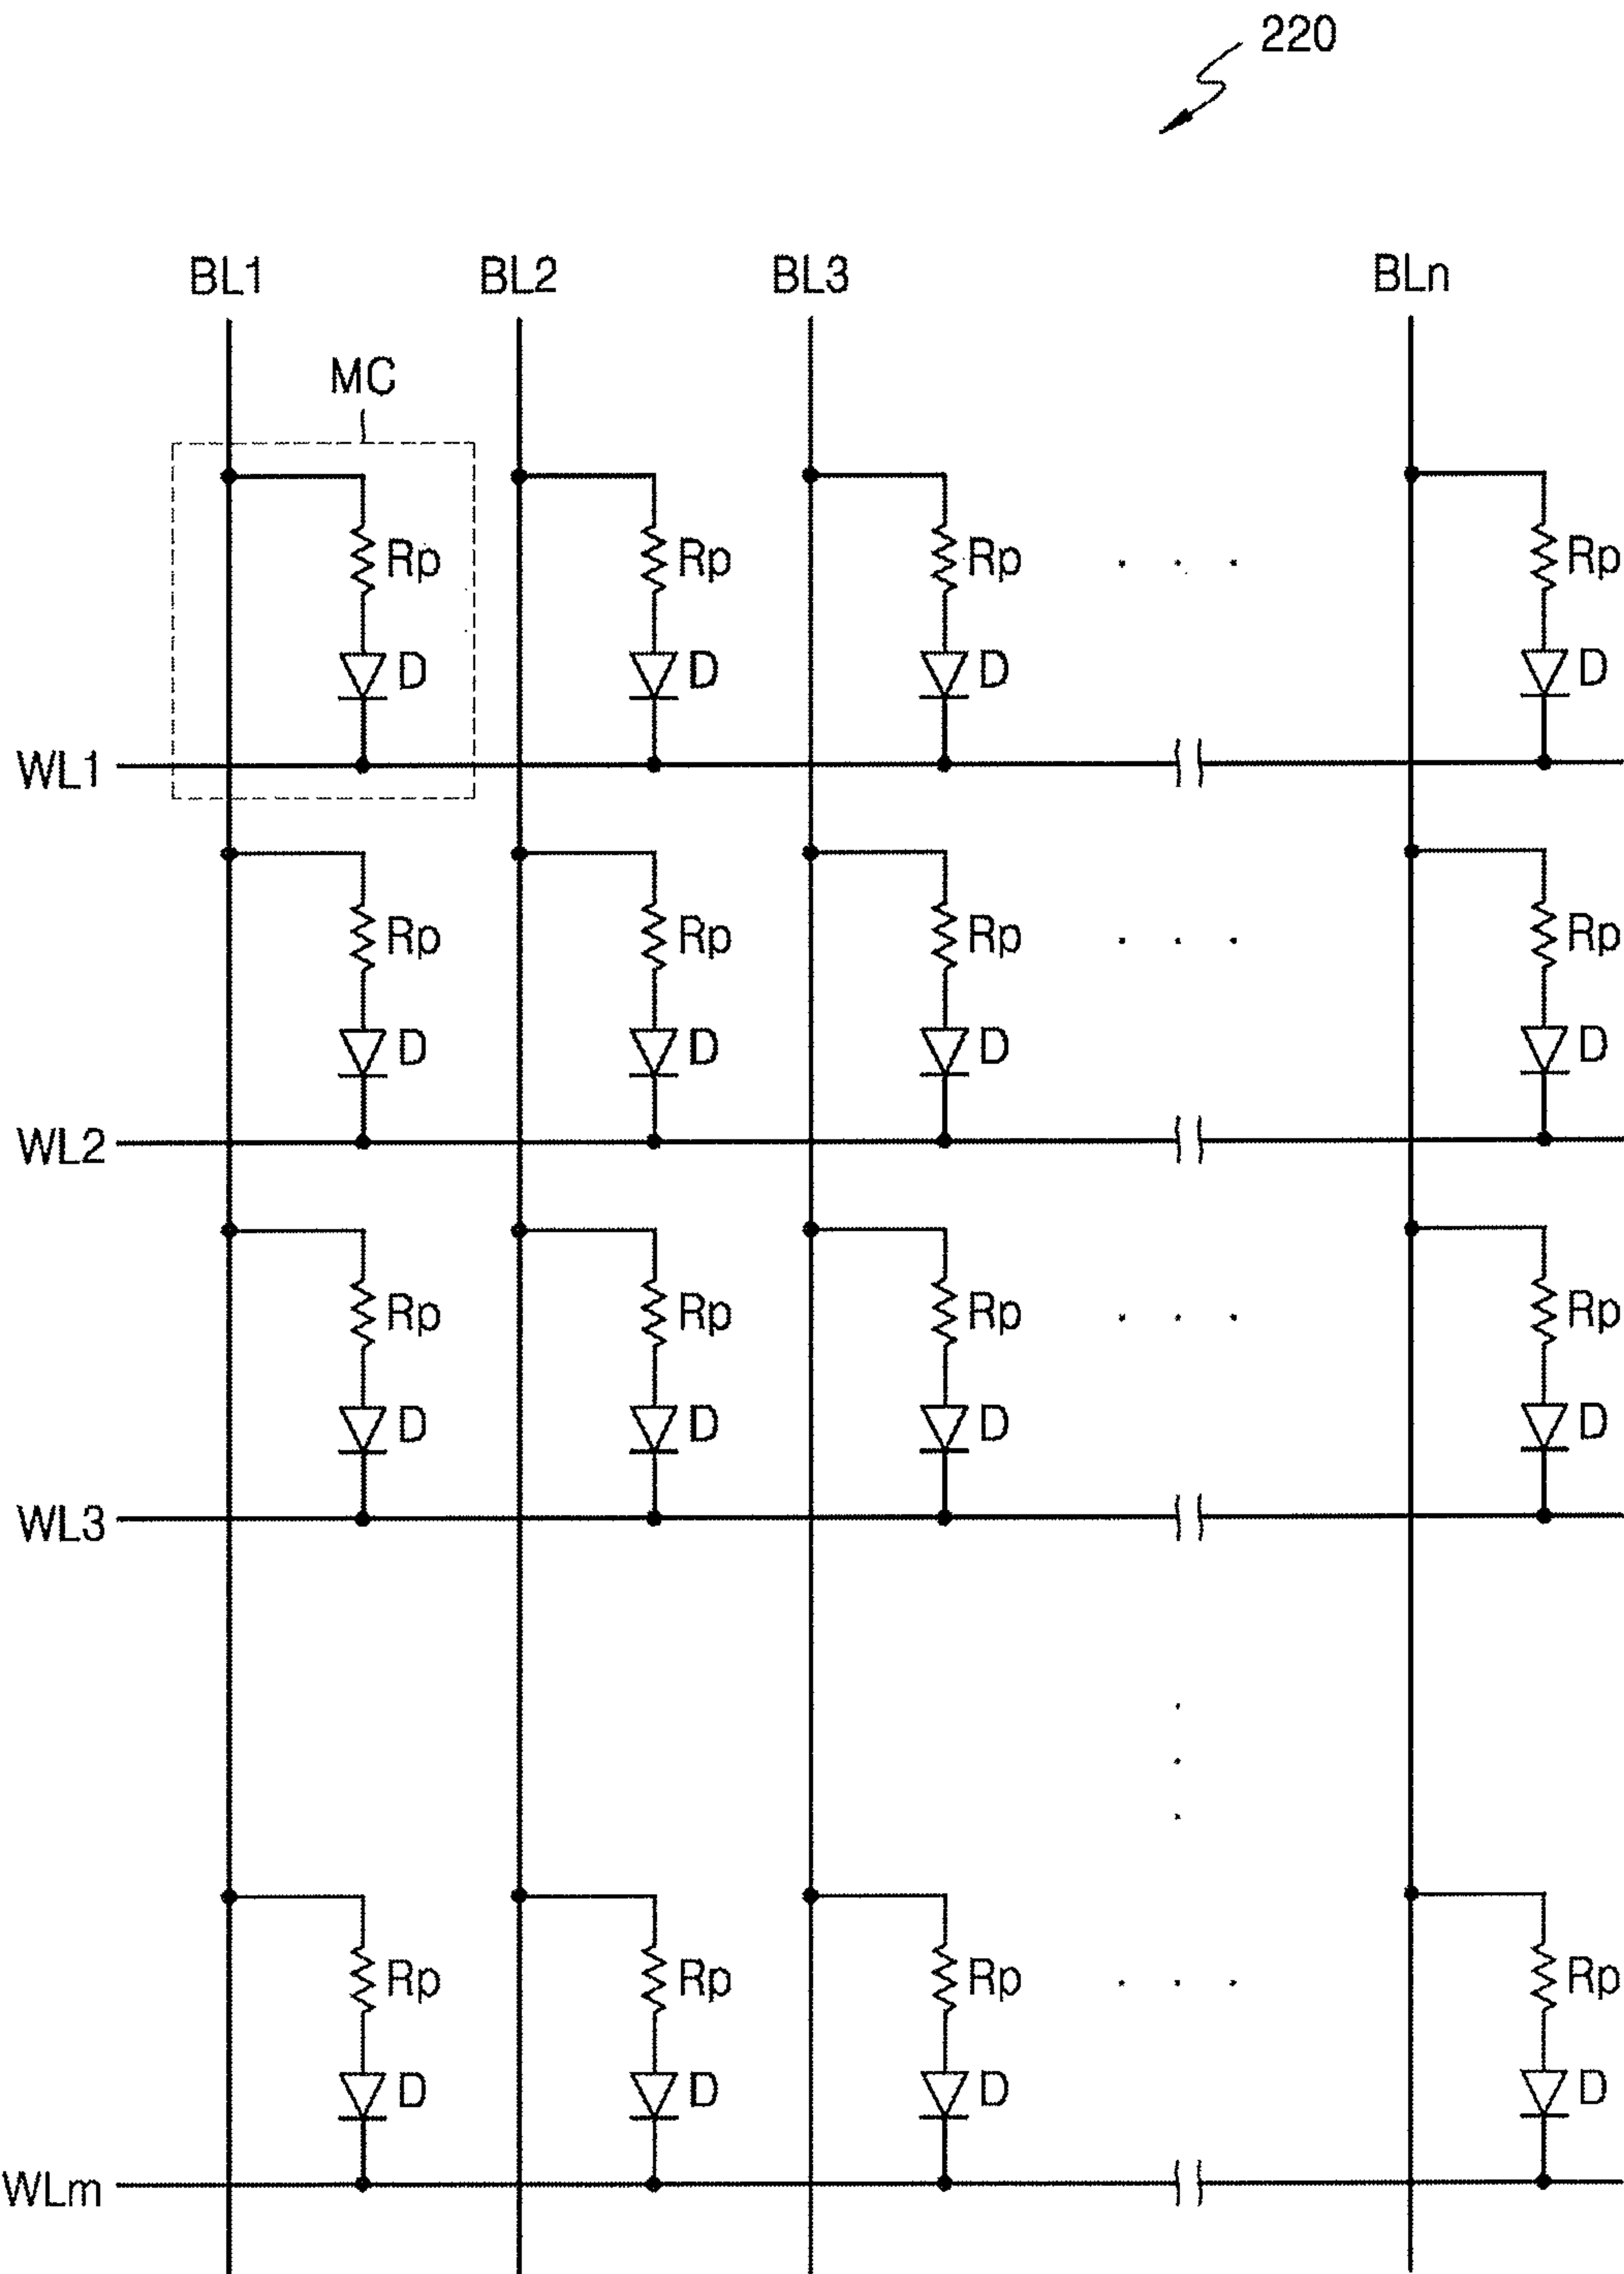 220
BL1 BL2 BL3 BLn
MC
Rp Rp Rp . . . Rp
D D D D
WL1
Rp Rp Rp . . . Rp
D D D D
WL2
Rp Rp Rp . . . Rp
D D D D
WL3
Rp Rp Rp . . . Rp
D D D D
WLm